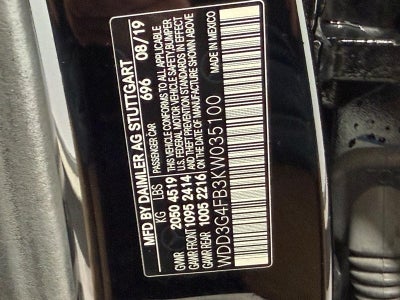 MFD BY DAIMLER AG STUTTGART
696 08/19
KG LBS PASSENGER CAR
GVWR 2050 4519 THIS VEHICLE CONFORMS TO ALL APPLICABLE
GAWR FRONT 1095 2414 U.S. FEDERAL MOTOR VEHICLE SAFETY, BUMPER
AND THEFT PREVENTION STANDARDS IN EFFECT
GAWR REAR 1005 2216 ON THE DATE OF MANUFACTURE SHOWN ABOVE
WDD3G4FB3KW035100 MADE IN MEXICO